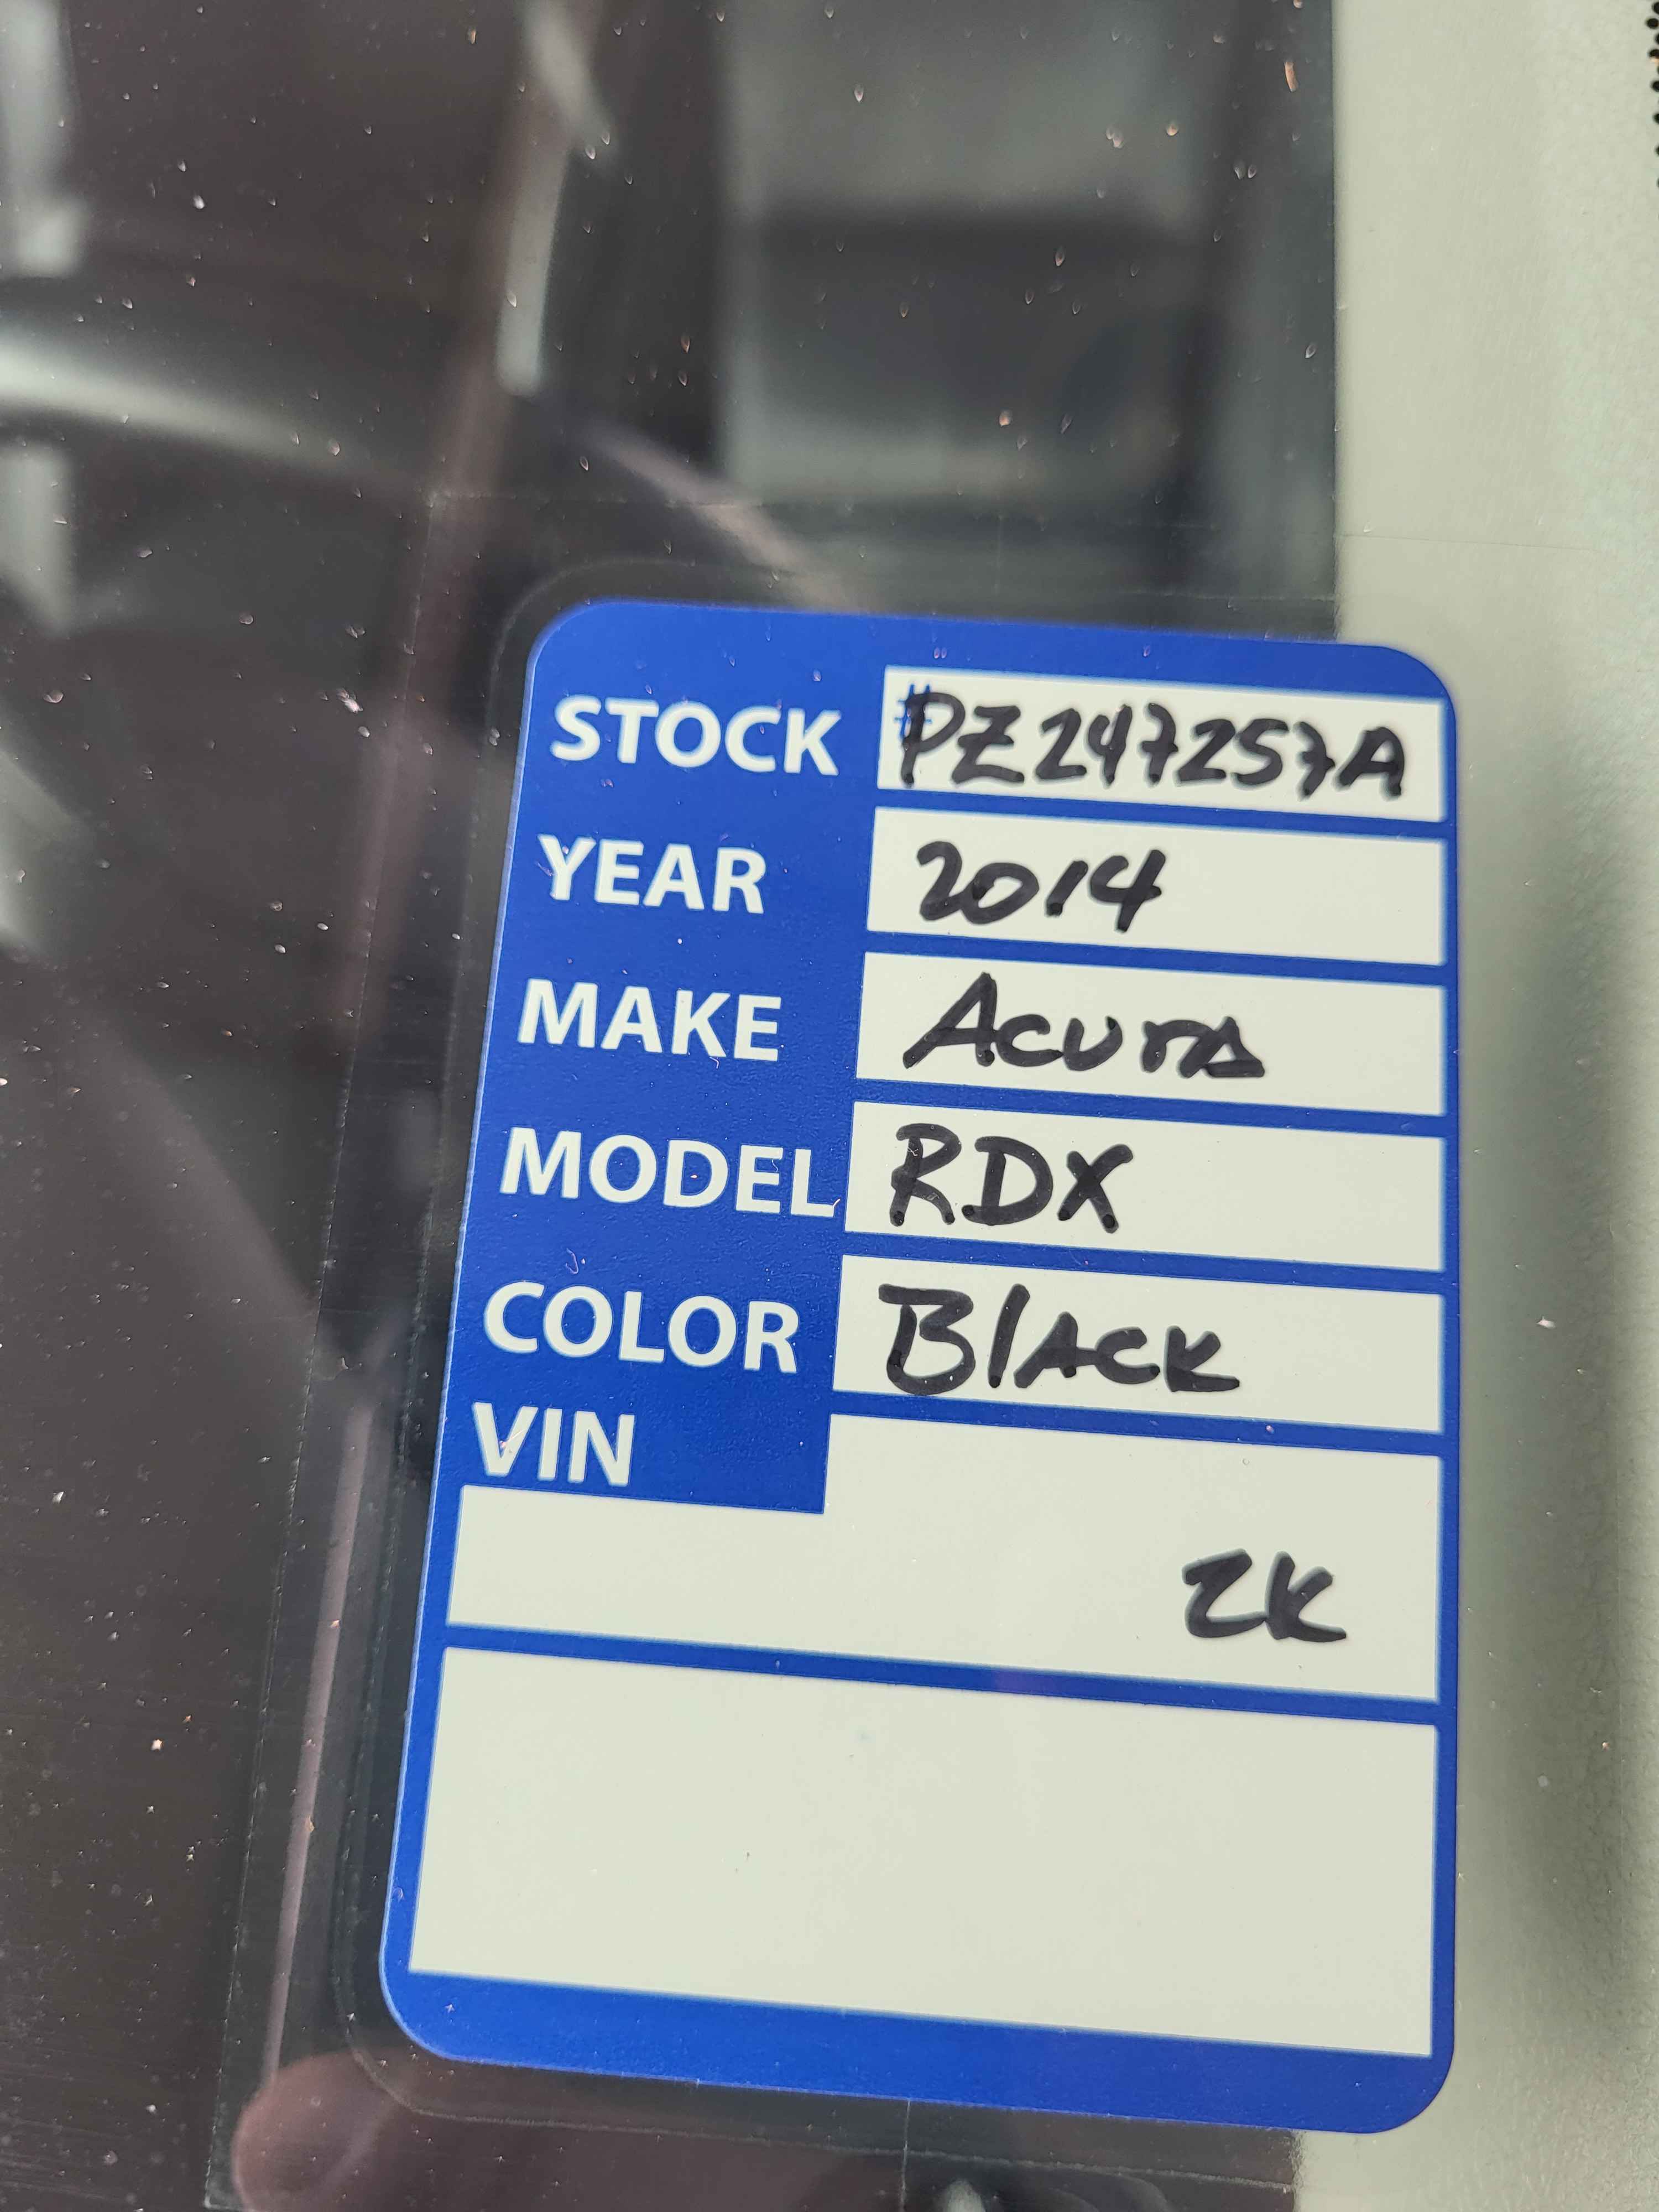 STOCK #PZ247257A
YEAR 2014
MAKE Acura
MODEL RDX
COLOR Black
VIN
2K